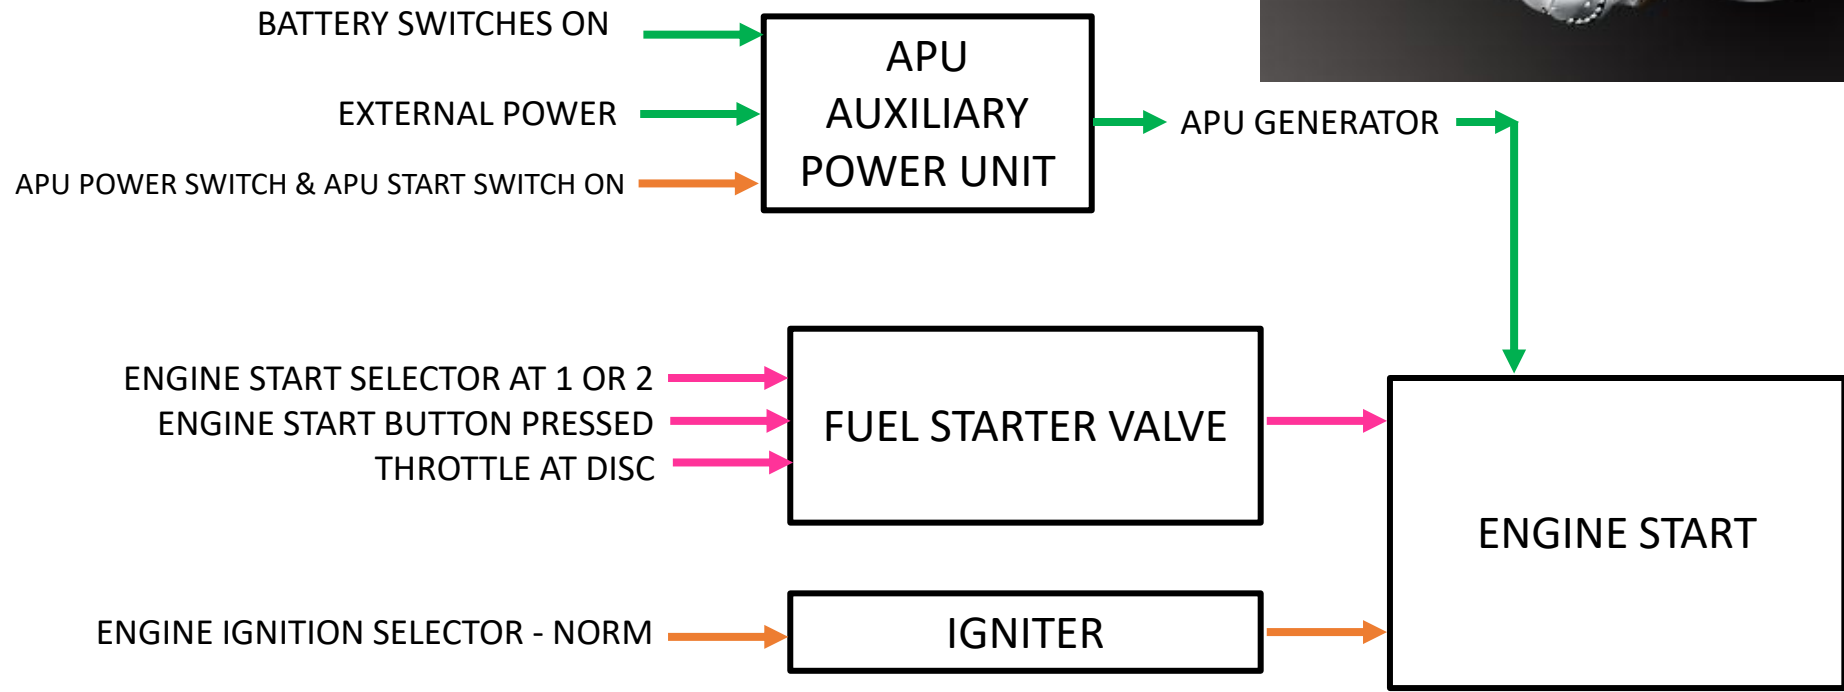 BATTERY SWITCHES ON
EXTERNAL POWER
APU POWER SWITCH & APU START SWITCH ON
APU
AUXILIARY
POWER UNIT
APU GENERATOR
ENGINE START SELECTOR AT 1 OR 2
ENGINE START BUTTON PRESSED
THROTTLE AT DISC
FUEL STARTER VALVE
ENGINE IGNITION SELECTOR - NORM
IGNITER
ENGINE START